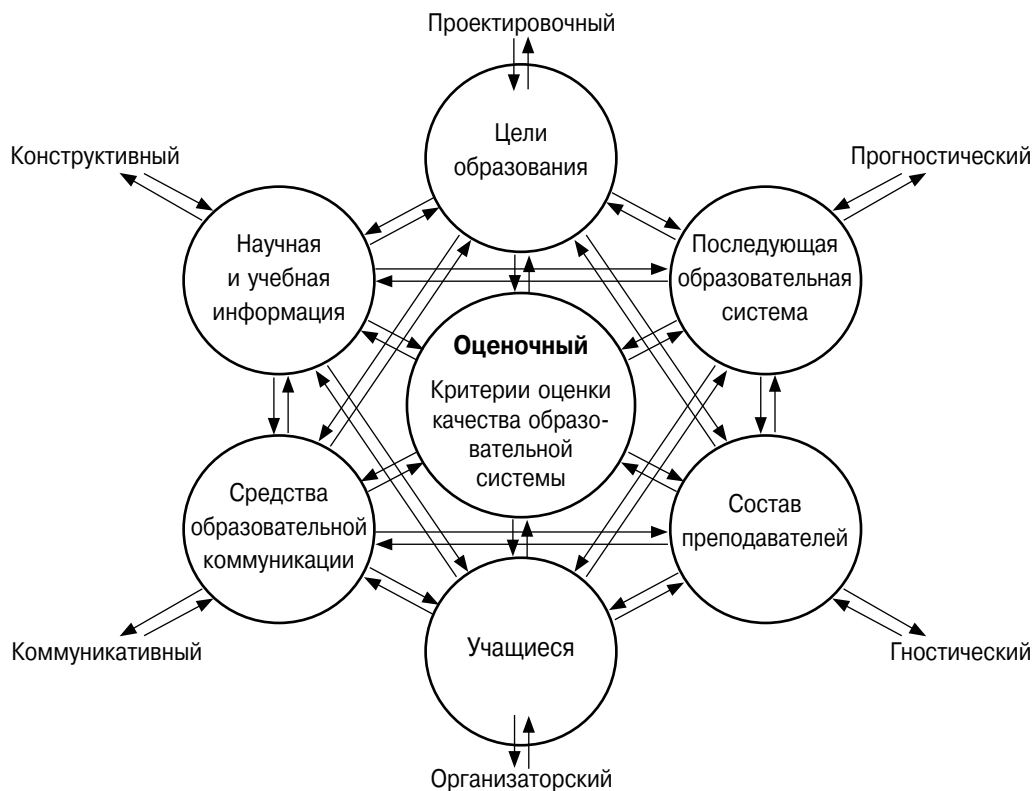 Проектировочный
Цели
образования
Конструктивный
Прогностический
Научная
и учебная
информация
Последующая
образовательная
система
Оценочный
Критерии оценки
качества образо-
вательной
системы
Средства
образовательной
коммуникации
Состав
преподавателей
Учащиеся
Коммуникативный
Гностический
Организаторский